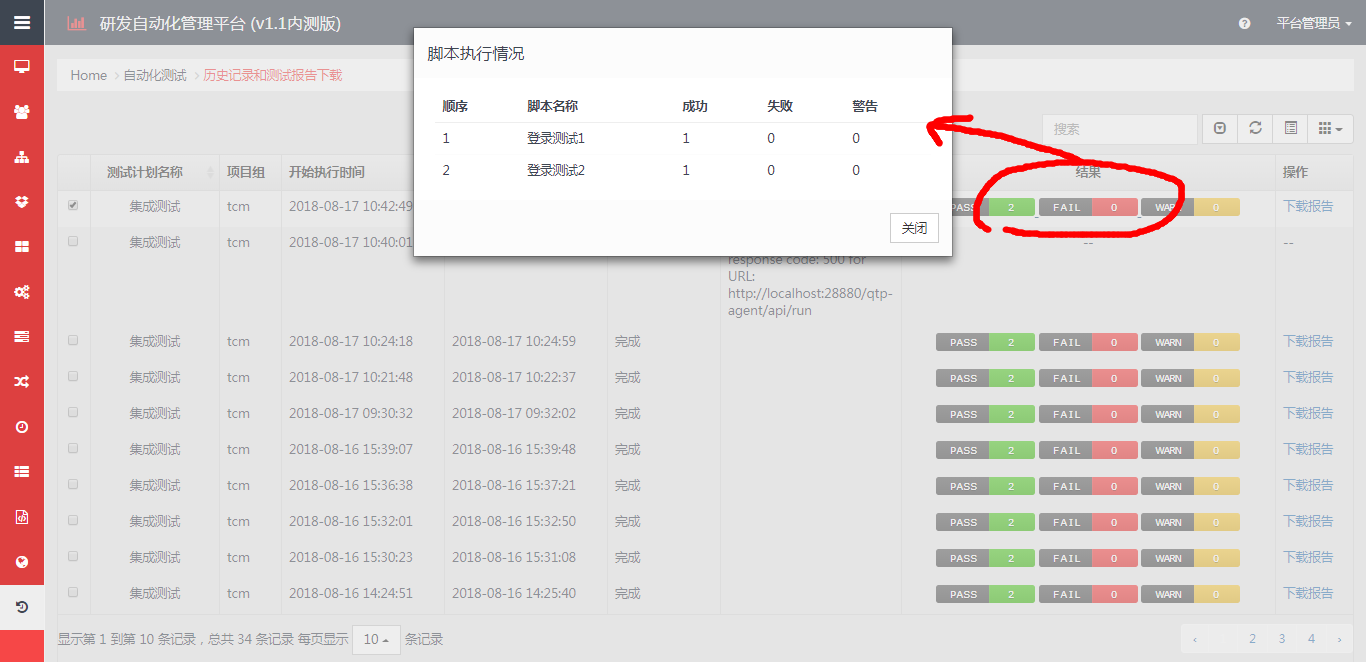 研发自动化管理平台 (v1.1内测版)
平台管理员
脚本执行情况
顺序 脚本名称 成功 失败 警告
1 登录测试1 1 0 0
2 登录测试2 1 0 0
关闭
Home 自动化测试 历史记录和测试报告下载
搜索
测试计划名称 项目组 开始执行时间 结果 操作
集成测试 tcm 2018-08-17 10:42:49 PASS 2 FAIL 0 WARN 0 下载报告
集成测试 tcm 2018-08-17 10:40:01 -- --
response code: 500 for
URL:
http://localhost:28880/qtp-
agent/api/run
集成测试 tcm 2018-08-17 10:24:18 2018-08-17 10:24:59 完成 PASS 2 FAIL 0 WARN 0 下载报告
集成测试 tcm 2018-08-17 10:21:48 2018-08-17 10:22:37 完成 PASS 2 FAIL 0 WARN 0 下载报告
集成测试 tcm 2018-08-17 09:30:32 2018-08-17 09:32:02 完成 PASS 2 FAIL 0 WARN 0 下载报告
集成测试 tcm 2018-08-16 15:39:07 2018-08-16 15:39:48 完成 PASS 2 FAIL 0 WARN 0 下载报告
集成测试 tcm 2018-08-16 15:36:38 2018-08-16 15:37:21 完成 PASS 2 FAIL 0 WARN 0 下载报告
集成测试 tcm 2018-08-16 15:32:01 2018-08-16 15:32:50 完成 PASS 2 FAIL 0 WARN 0 下载报告
集成测试 tcm 2018-08-16 15:30:23 2018-08-16 15:31:08 完成 PASS 2 FAIL 0 WARN 0 下载报告
集成测试 tcm 2018-08-16 14:24:51 2018-08-16 14:25:40 完成 PASS 2 FAIL 0 WARN 0 下载报告
显示第 1 到第 10 条记录，总共 34 条记录 每页显示 10 条记录
‹ 2 3 4 ›